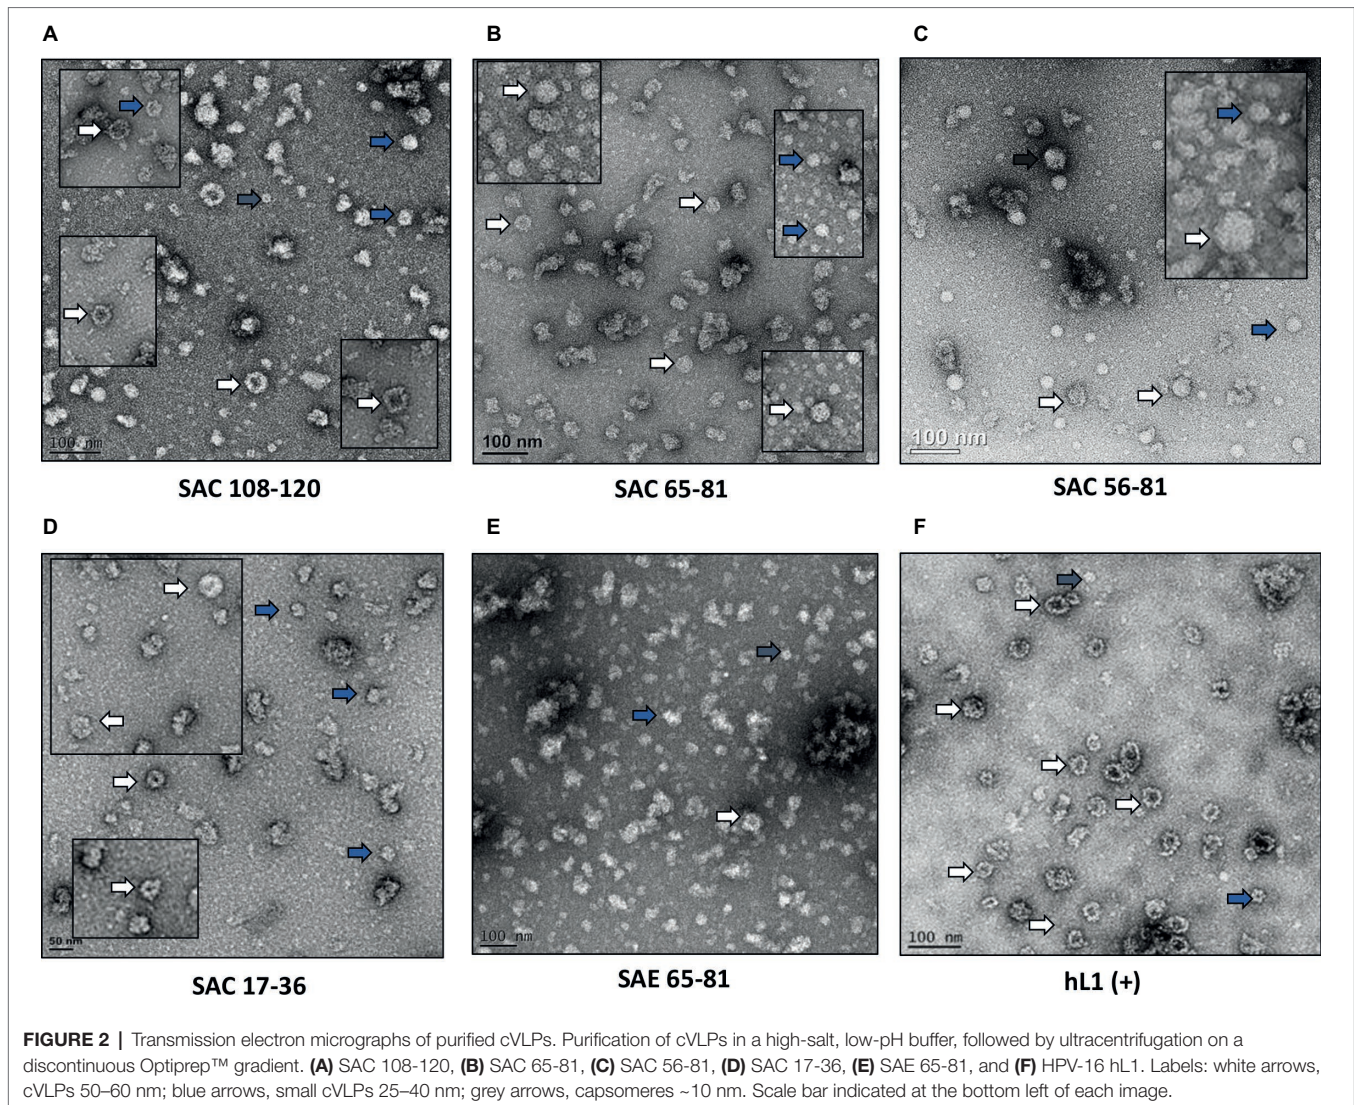 A
B
C
100 nm
100 nm
100 nm
SAC 108-120
SAC 65-81
SAC 56-81
D
E
F
50 nm
100 nm
100 nm
SAC 17-36
SAE 65-81
hL1 (+)
FIGURE 2 | Transmission electron micrographs of purified cVLPs. Purification of cVLPs in a high-salt, low-pH buffer, followed by ultracentrifugation on a
discontinuous Optiprep™ gradient. (A) SAC 108-120, (B) SAC 65-81, (C) SAC 56-81, (D) SAC 17-36, (E) SAE 65-81, and (F) HPV-16 hL1. Labels: white arrows,
cVLPs 50–60 nm; blue arrows, small cVLPs 25–40 nm; grey arrows, capsomeres ~10 nm. Scale bar indicated at the bottom left of each image.